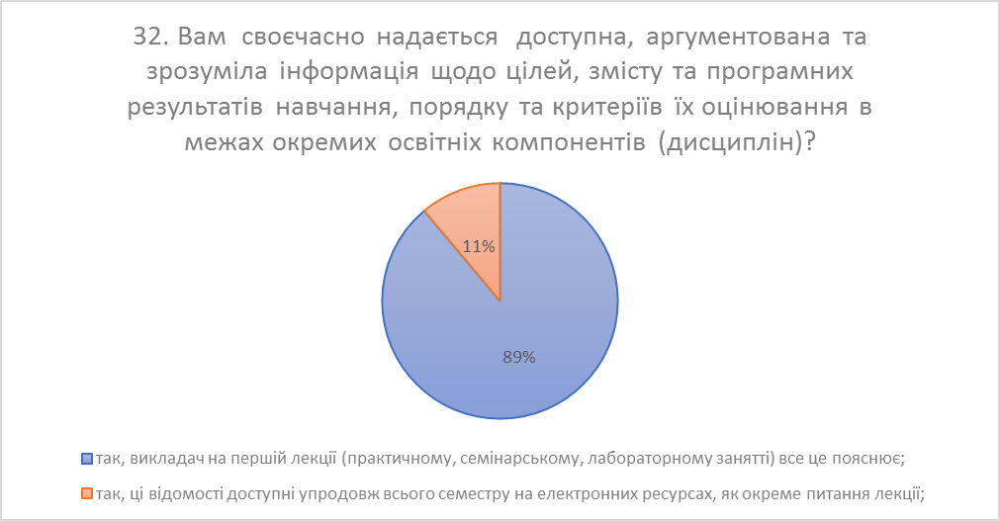 32. Вам своєчасно надається доступна, аргументована та
зрозуміла інформація щодо цілей, змісту та програмних
результатів навчання, порядку та критеріїв їх оцінювання в
межах окремих освітніх компонентів (дисциплін)?
11%
89%
так, викладач на першій лекції (практичному, семінарському, лабораторному занятті) все це пояснює;
так, ці відомості доступні упродовж всього семестру на електронних ресурсах, як окреме питання лекції;